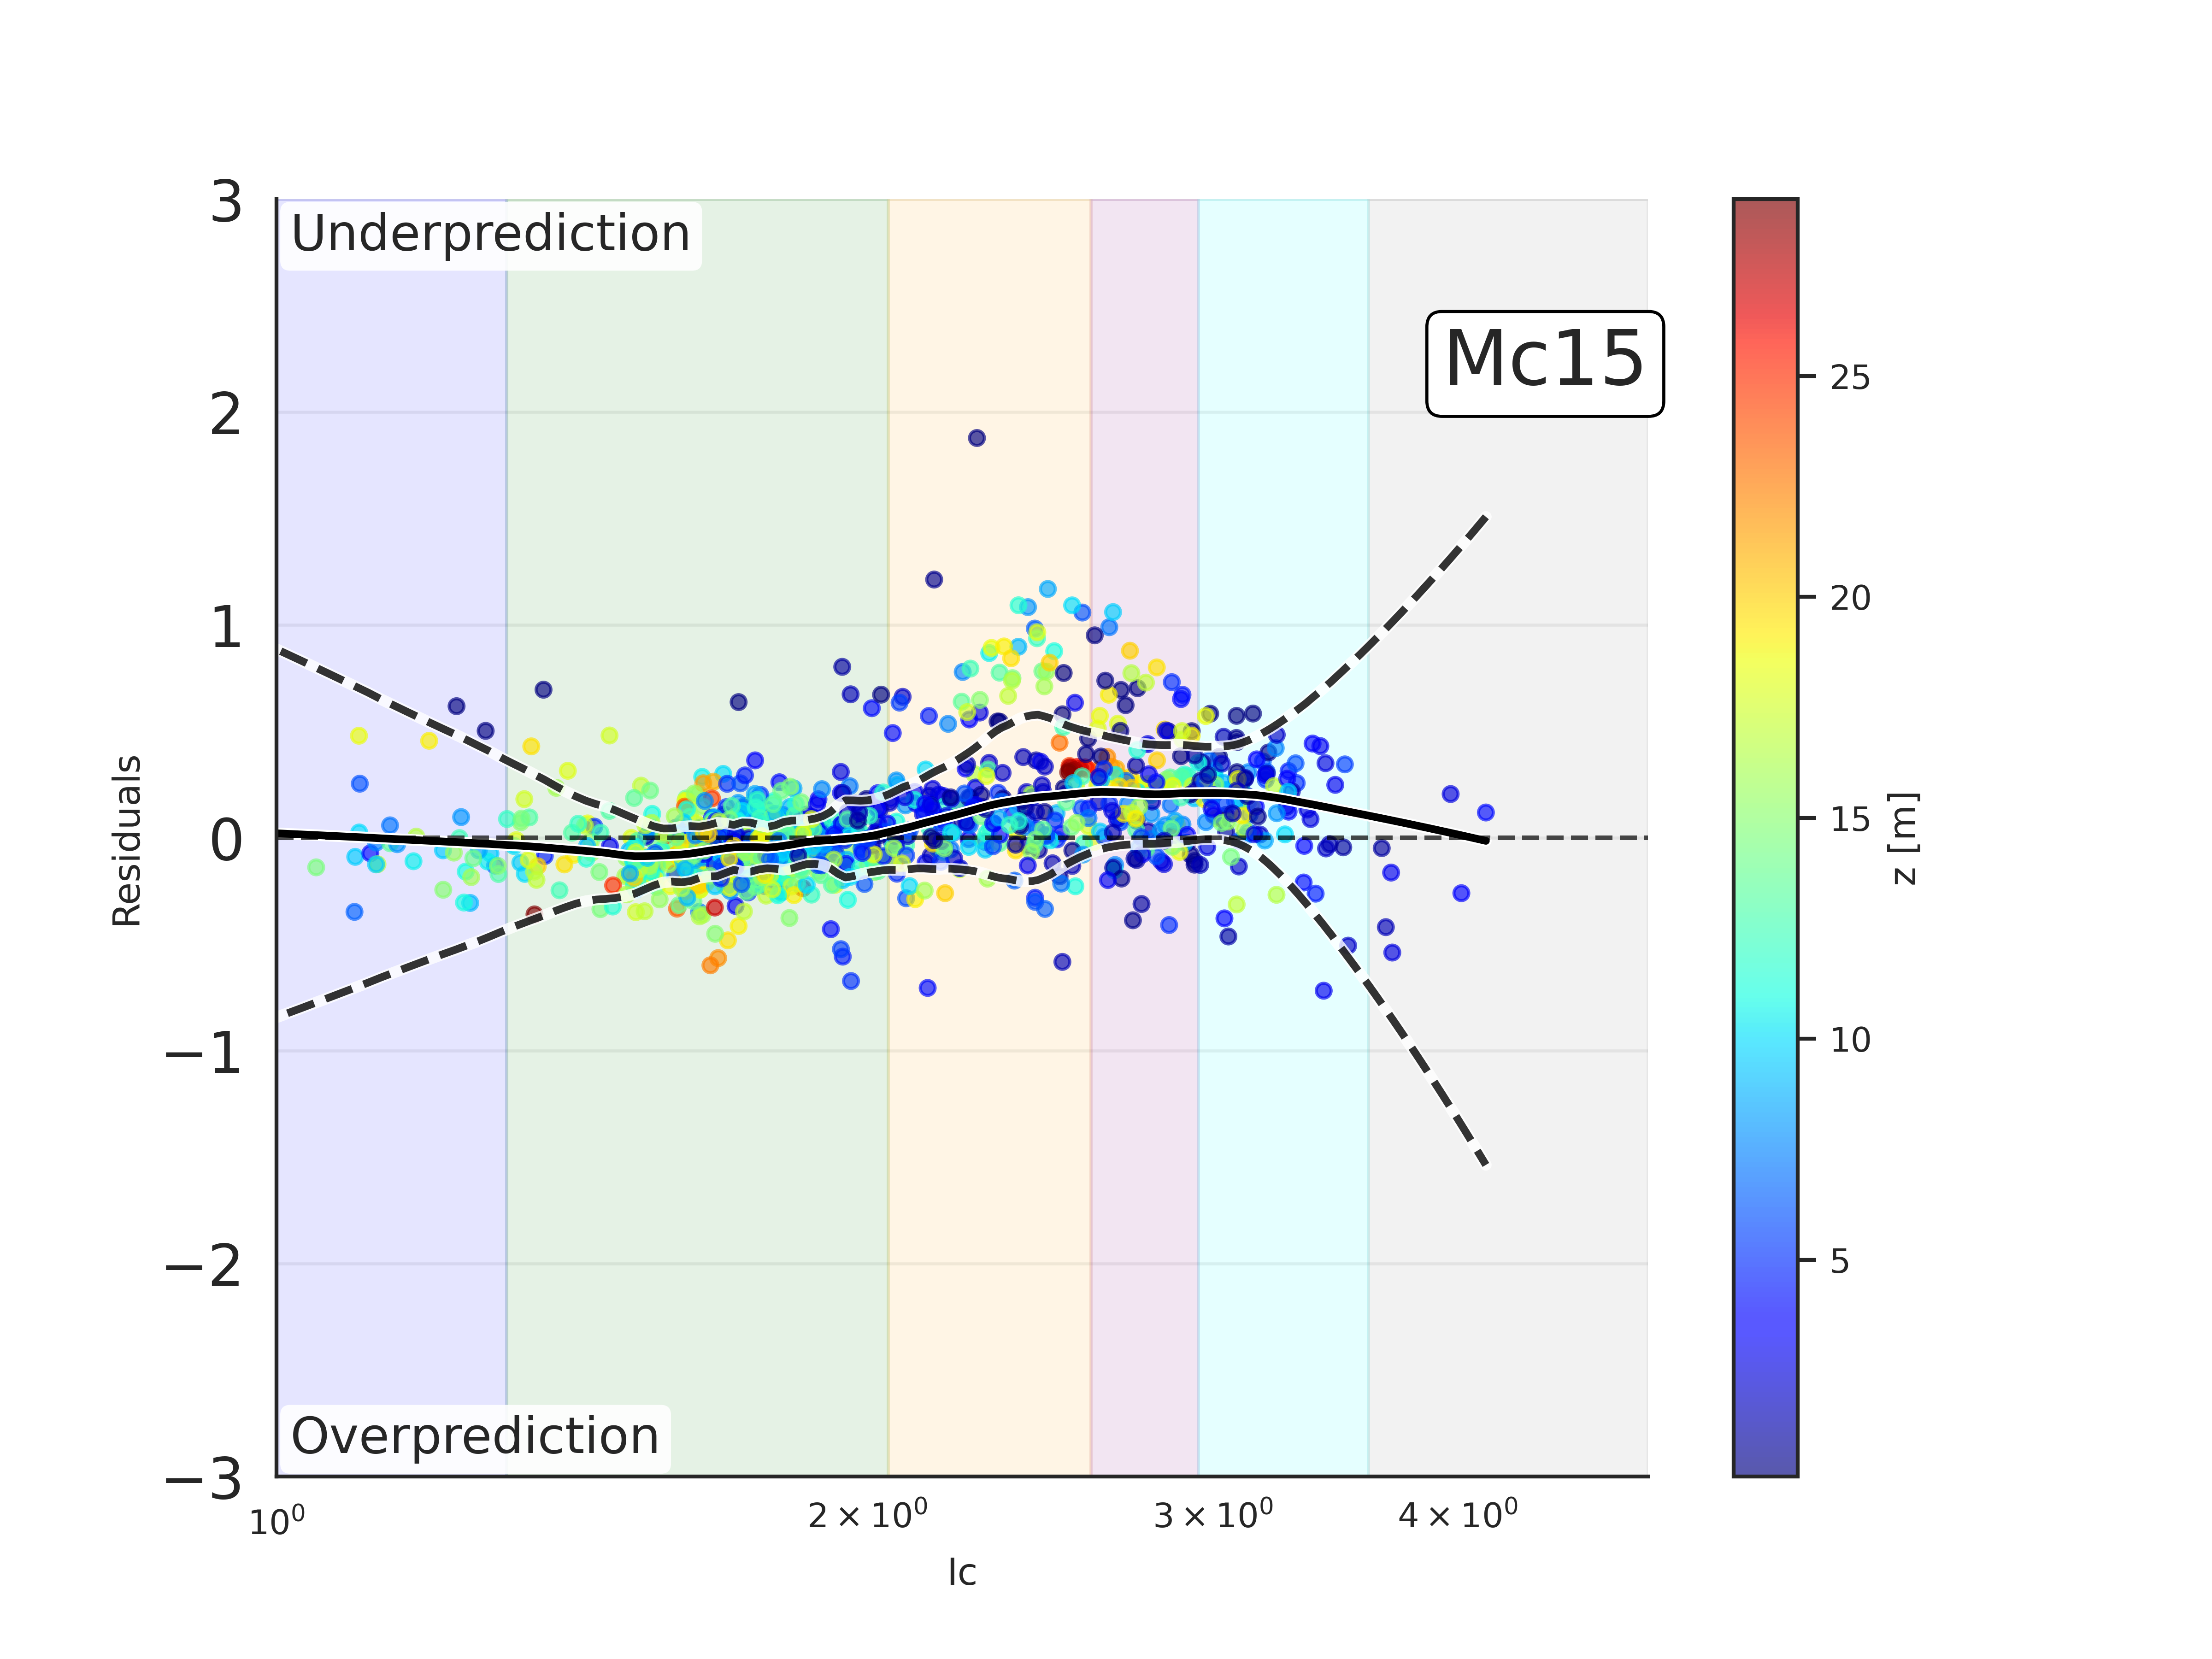 3
Underprediction
Mc15
2
1
0
−1
−2
−3
Residuals
Overprediction
10⁰
2 × 10⁰
3 × 10⁰
4 × 10⁰
Ic
25
20
15
10
5
z [m]